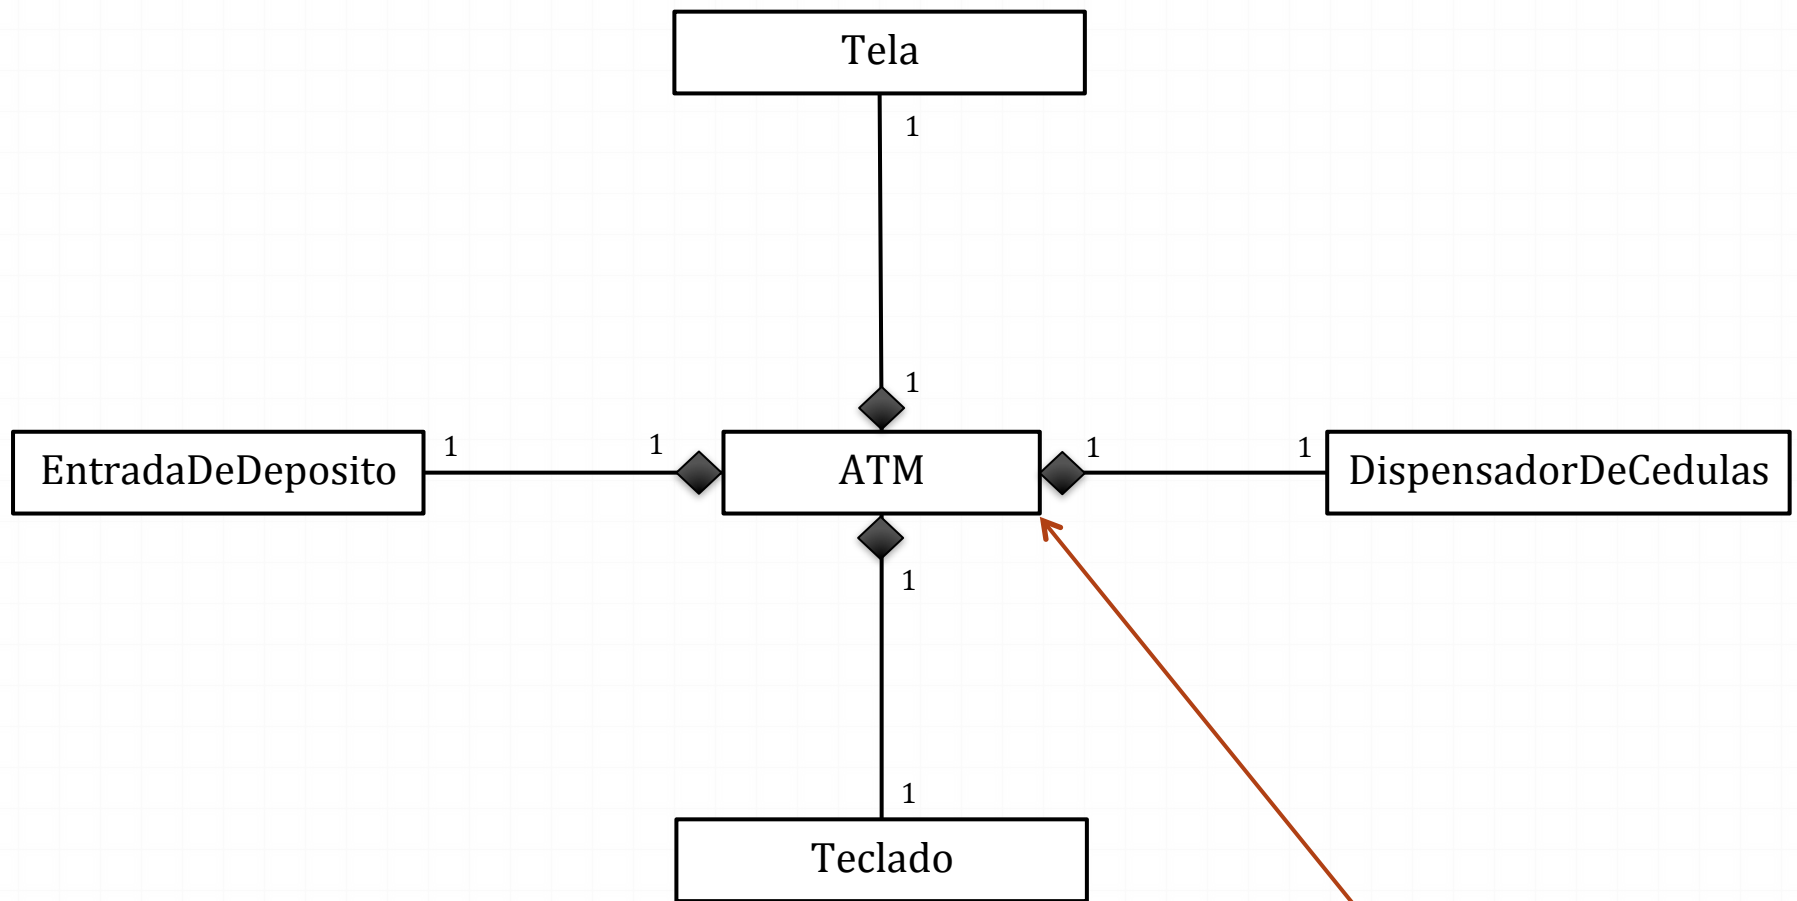 Tela
1
1
EntradaDeDeposito
1
1
ATM
1
1
DispensadorDeCedulas
1
1
Teclado